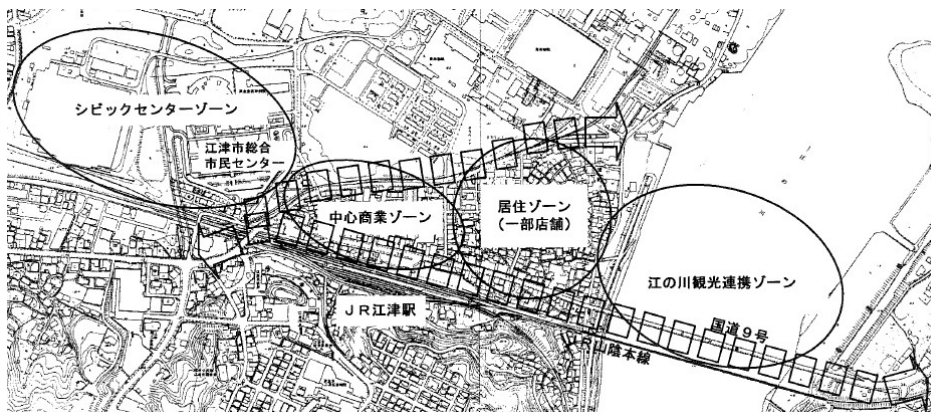 シビックセンターゾーン
江津市総合
市民センター
中心商業ゾーン
居住ゾーン
（一部店舗）
江の川観光連携ゾーン
ＪＲ江津駅
国道９号
ＪＲ山陰本線